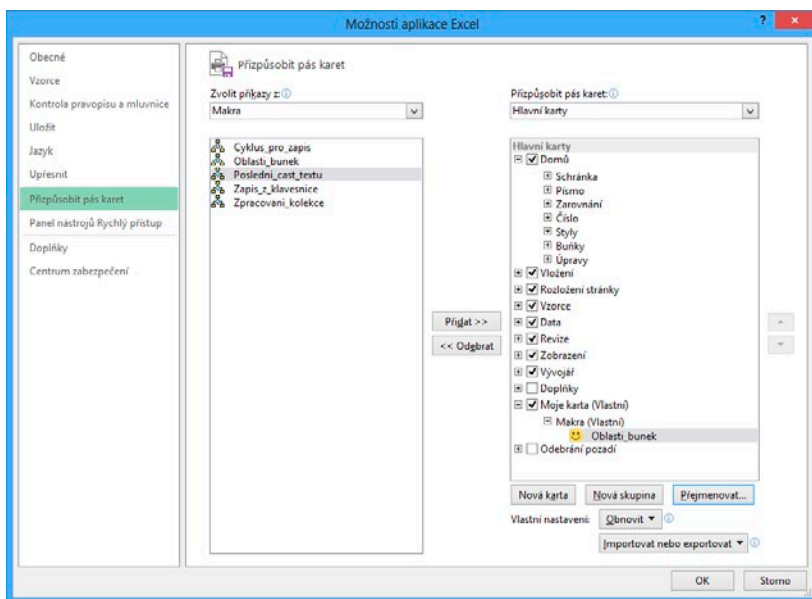 Možnosti aplikace Excel
?
×
Obecné
Vzorce
Kontrola pravopisu a mluvnice
Uložit
Jazyk
Upřesnit
Přizpůsobit pás karet
Panel nástrojů Rychlý přístup
Doplňky
Centrum zabezpečení
Přizpůsobit pás karet
Zvolit příkazy z:
Makra
Cyklus_pro_zapis
Oblasti_bunek
Posledni_cast_textu
Zapis_z_klavesnice
Zpracovani_kolekce
Přidat >>
<< Odebrat
Přizpůsobit pás karet:
Hlavní karty
Hlavní karty
Domů
Schránka
Písmo
Zarovnání
Číslo
Styly
Buňky
Úpravy
Vložení
Rozložení stránky
Vzorce
Data
Revize
Zobrazení
Vývojář
Doplňky
Moje karta (Vlastní)
Makra (Vlastní)
Oblasti_bunek
Odebrání pozadí
Nová karta
Nová skupina
Přejmenovat...
Vlastní nastavení:
Obnovit
Importovat nebo exportovat
OK
Storno